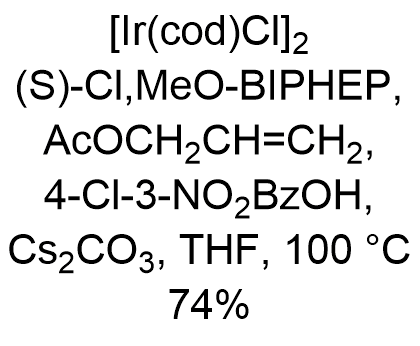 [Ir(cod)Cl]₂
(S)-Cl,MeO-BIPHEP,
AcOCH₂CH=CH₂,
4-Cl-3-NO₂BzOH,
Cs₂CO₃, THF, 100 °C
74%